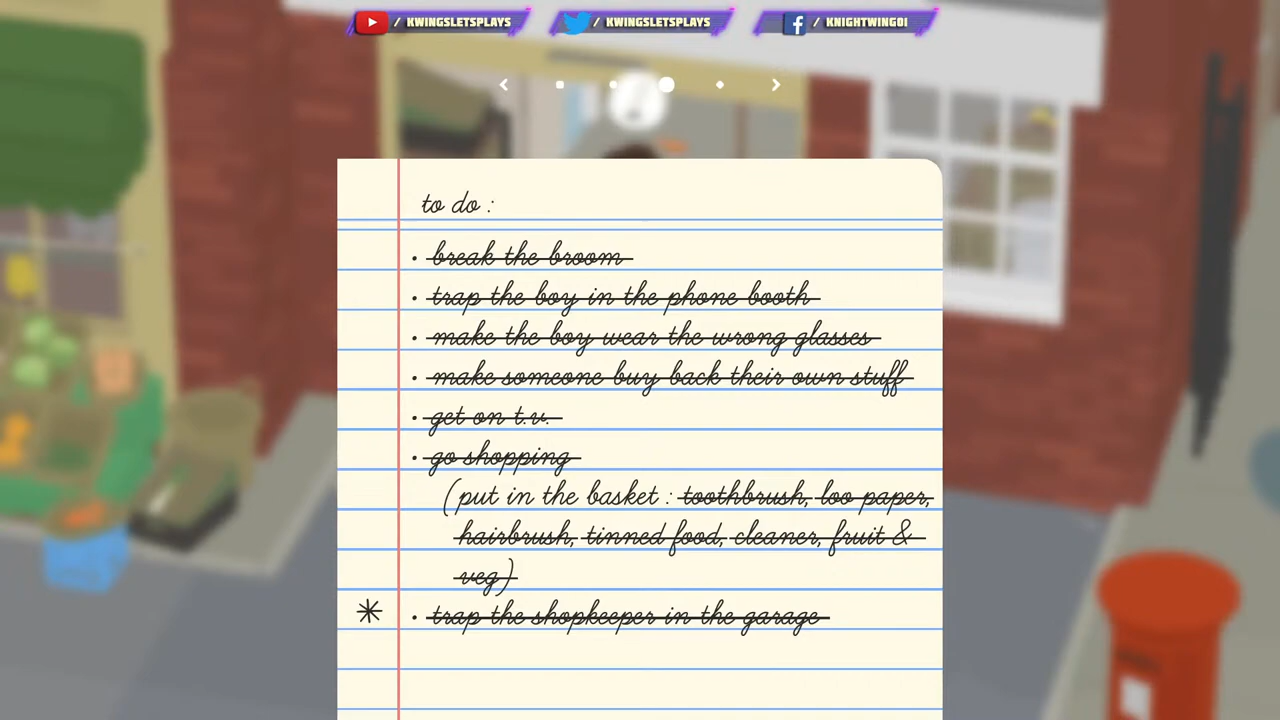 / KWINGSLETSPLAYS / KWINGSLETSPLAYS f / KNIGHTWING01
to do :
• break the broom
• trap the boy in the phone booth
• make the boy wear the wrong glasses
• make someone buy back their own stuff
• get on t.v.
• go shopping
(put in the basket : toothbrush, loo paper,
hairbrush, tinned food, cleaner, fruit &
veg)
* • trap the shopkeeper in the garage